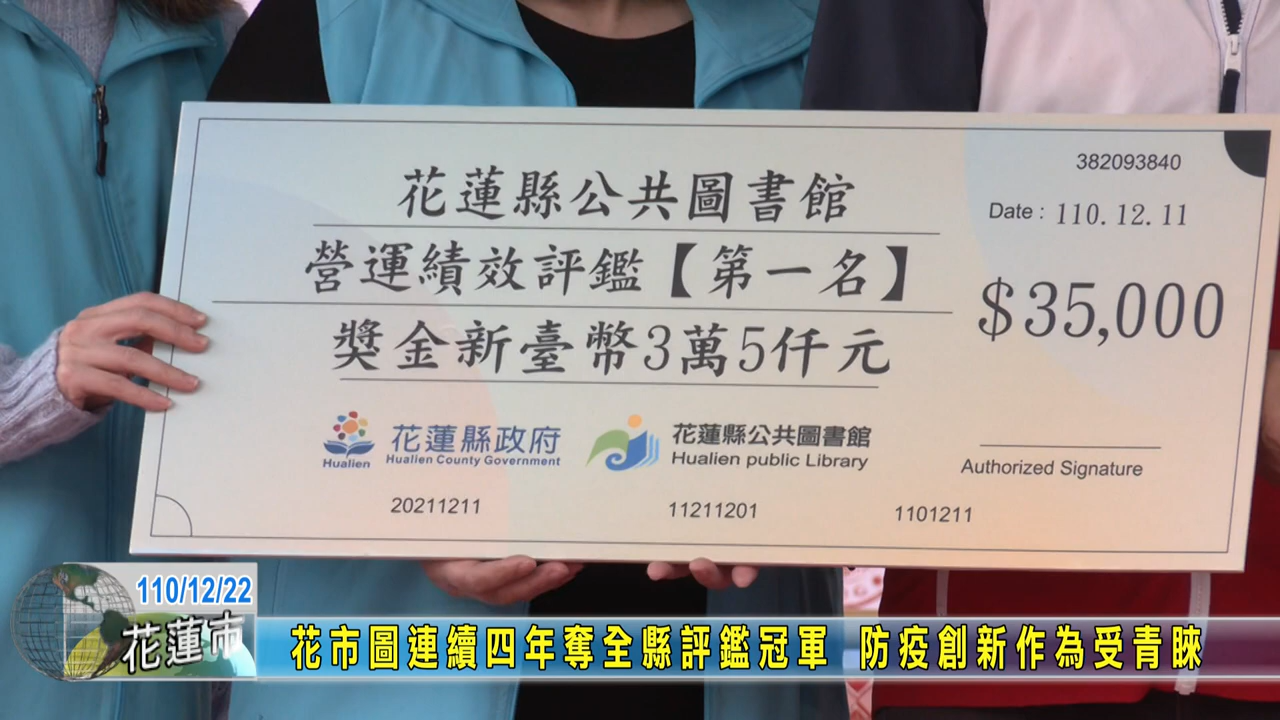 382093840
花蓮縣公共圖書館
Date : 110.12.11
營運績效評鑑【第一名】
$35,000
獎金新臺幣3萬5仟元
Hualien
花蓮縣政府
Hualien County Government
花蓮縣公共圖書館
Hualien public Library
Authorized Signature
20211211
11211201
1101211
110/12/22
花蓮市
花市圖連續四年奪全縣評鑑冠軍 防疫創新作為受青睞